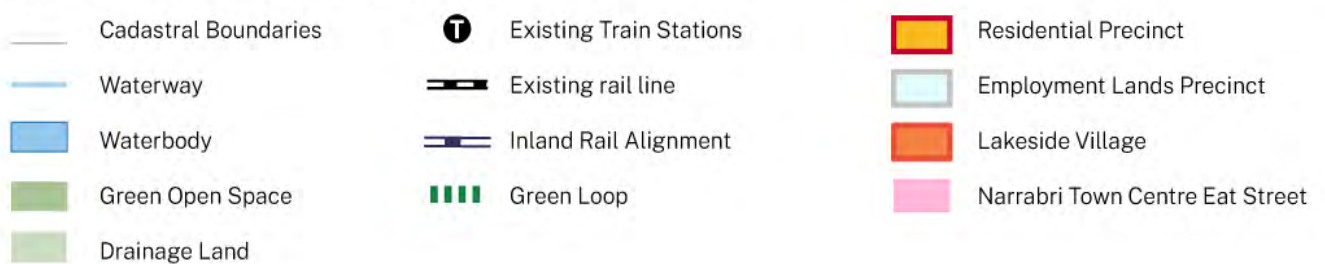 Cadastral Boundaries
Waterway
Waterbody
Green Open Space
Drainage Land
T
Existing Train Stations
Existing rail line
Inland Rail Alignment
Green Loop
Residential Precinct
Employment Lands Precinct
Lakeside Village
Narrabri Town Centre Eat Street